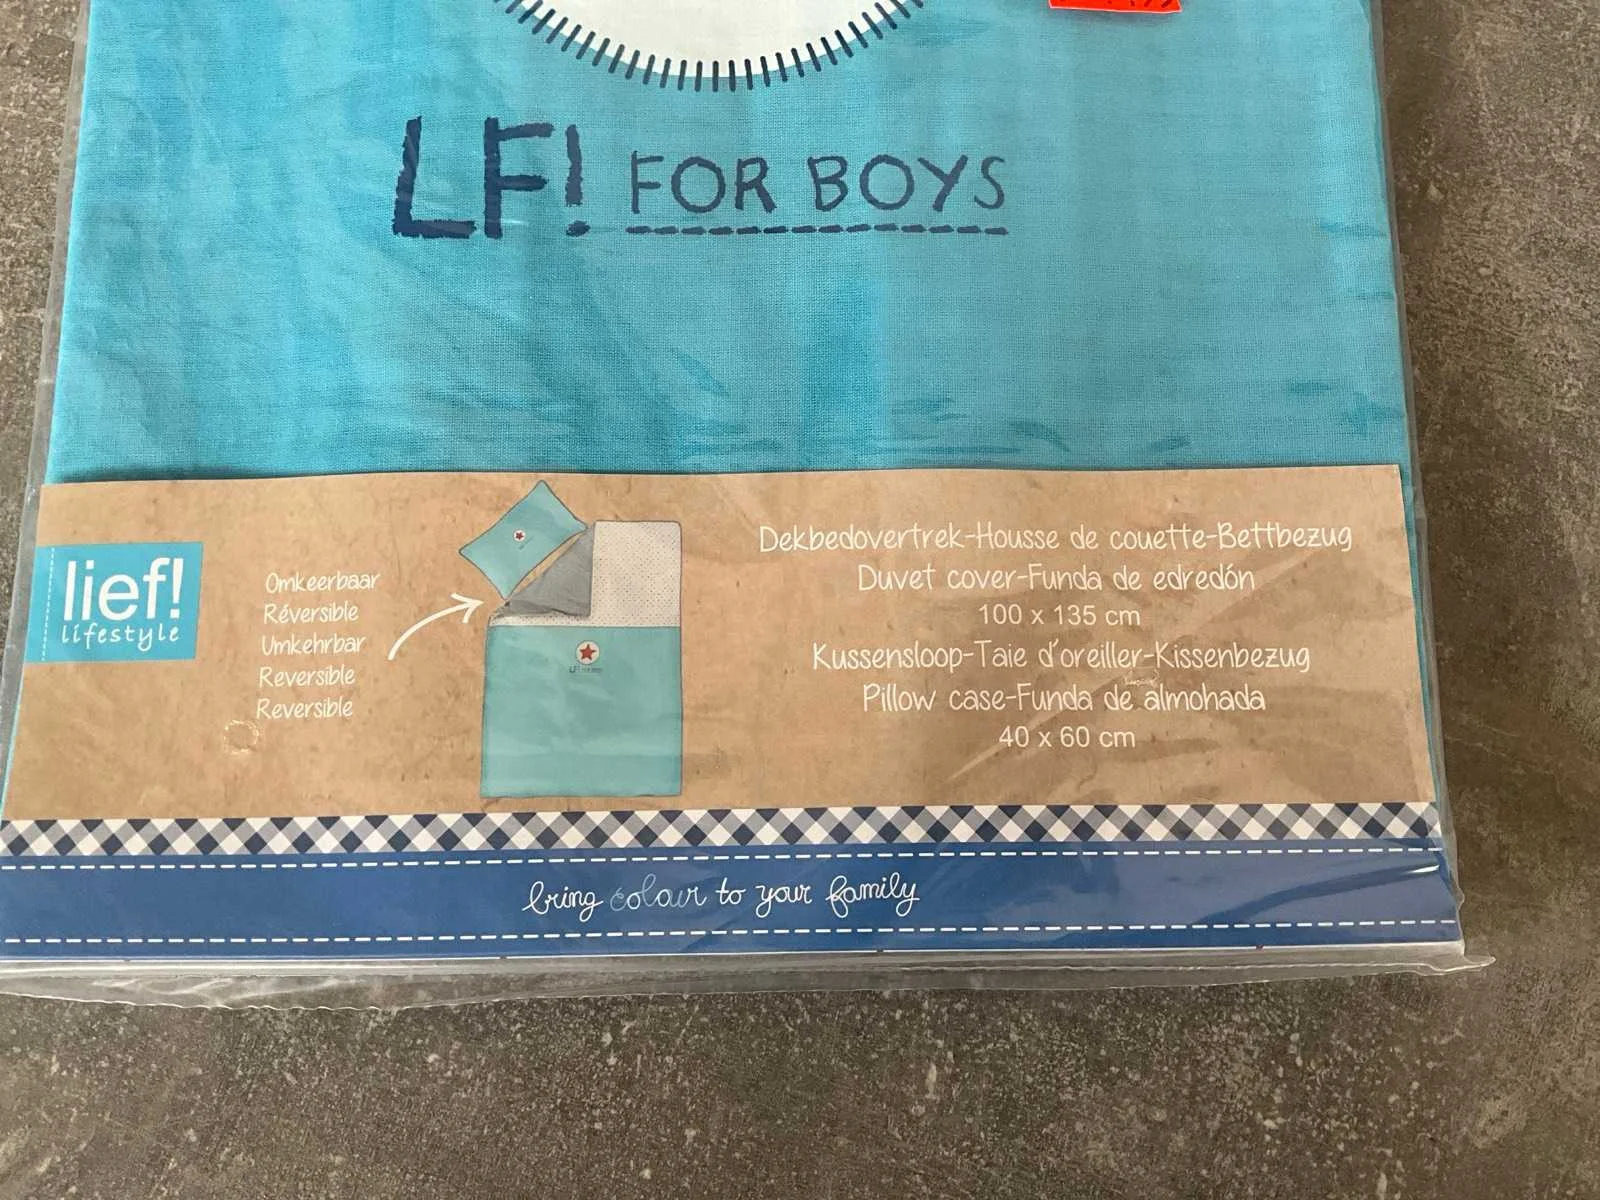 LF! FOR BOYS
lief!
lifestyle
Omkeerbaar
Réversible
Umkehrbar
Reversible
Reversible
Dekbedovertrek-Housse de couette-Bettbezug
Duvet cover-Funda de edredón
100 x 135 cm
Kussensloop-Taie d'oreiller-Kissenbezug
Pillow case-Funda de almohada
40 x 60 cm
bring colour to your family